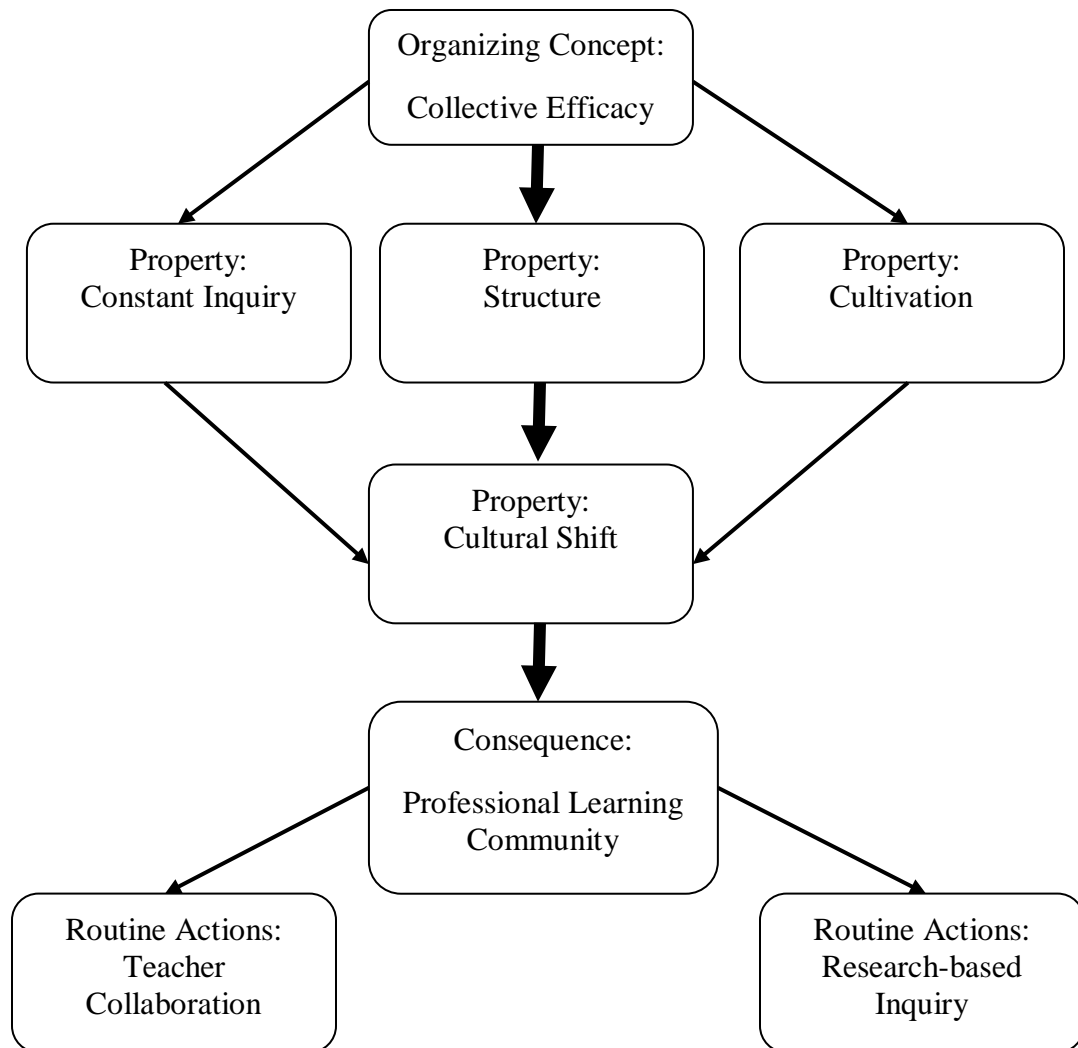 Organizing Concept:
Collective Efficacy
Property:
Constant Inquiry
Property:
Structure
Property:
Cultivation
Property:
Cultural Shift
Consequence:
Professional Learning
Community
Routine Actions:
Teacher
Collaboration
Routine Actions:
Research-based
Inquiry